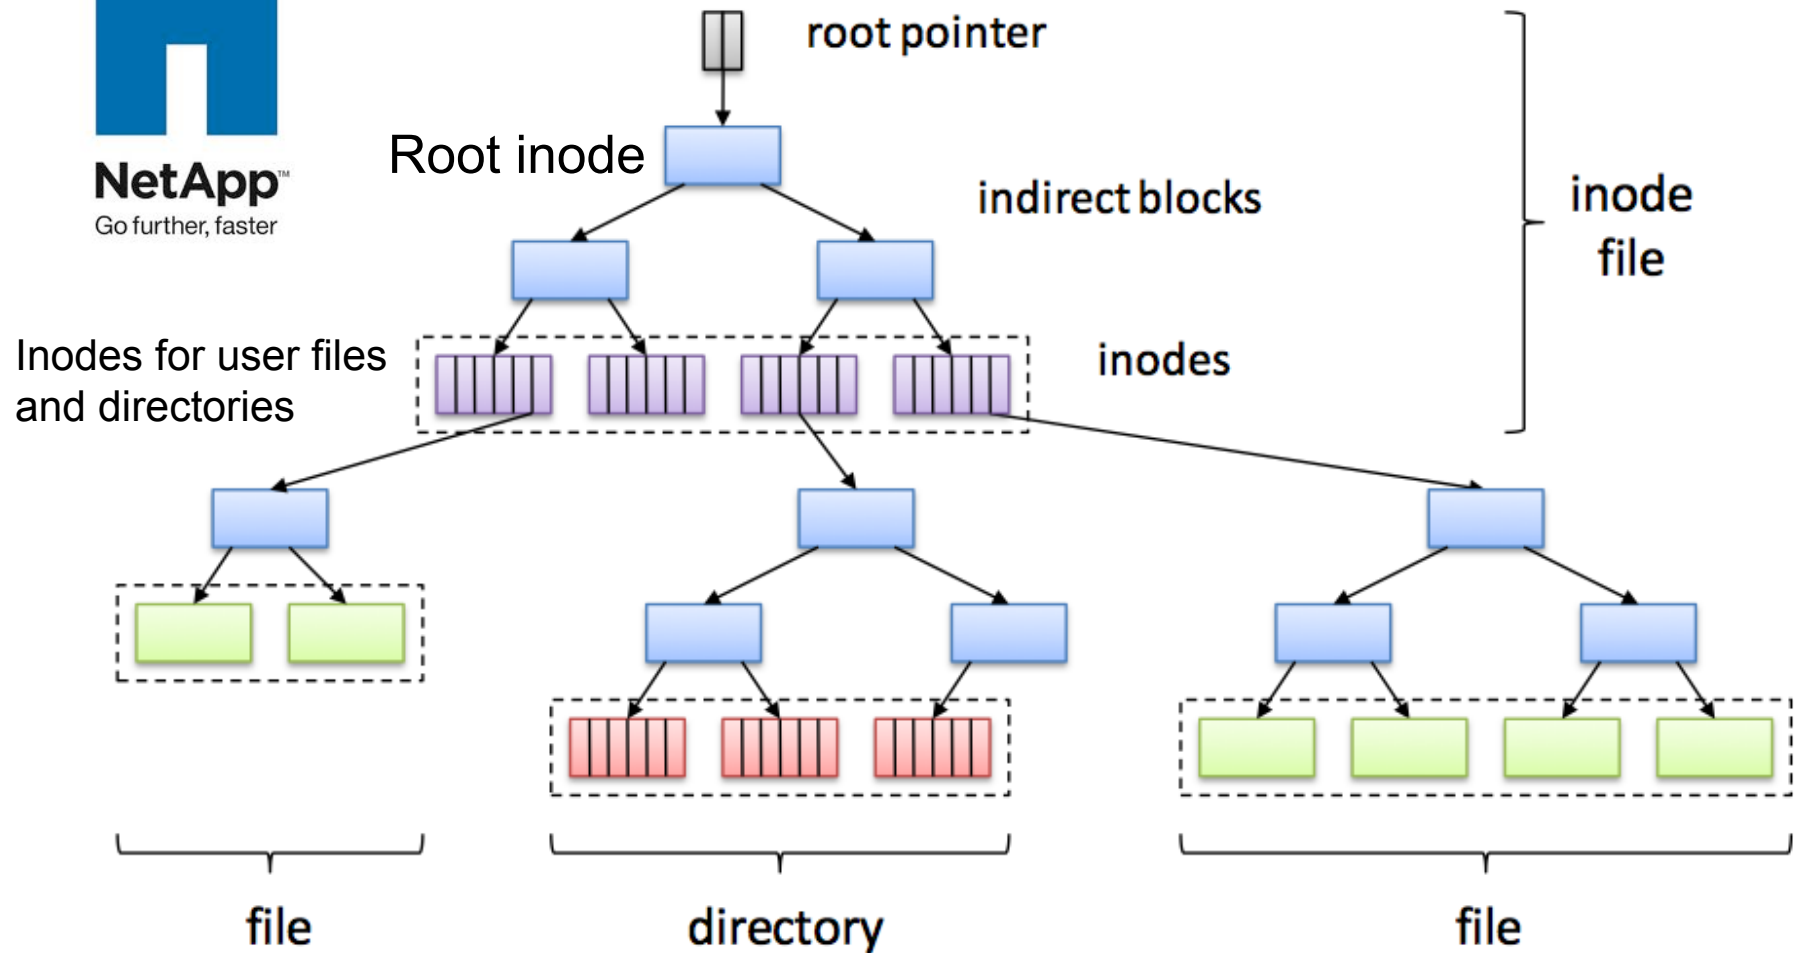 root pointer
NetApp™
Go further, faster
Root inode
indirect blocks
inode
file
Inodes for user files
and directories
inodes
file
directory
file